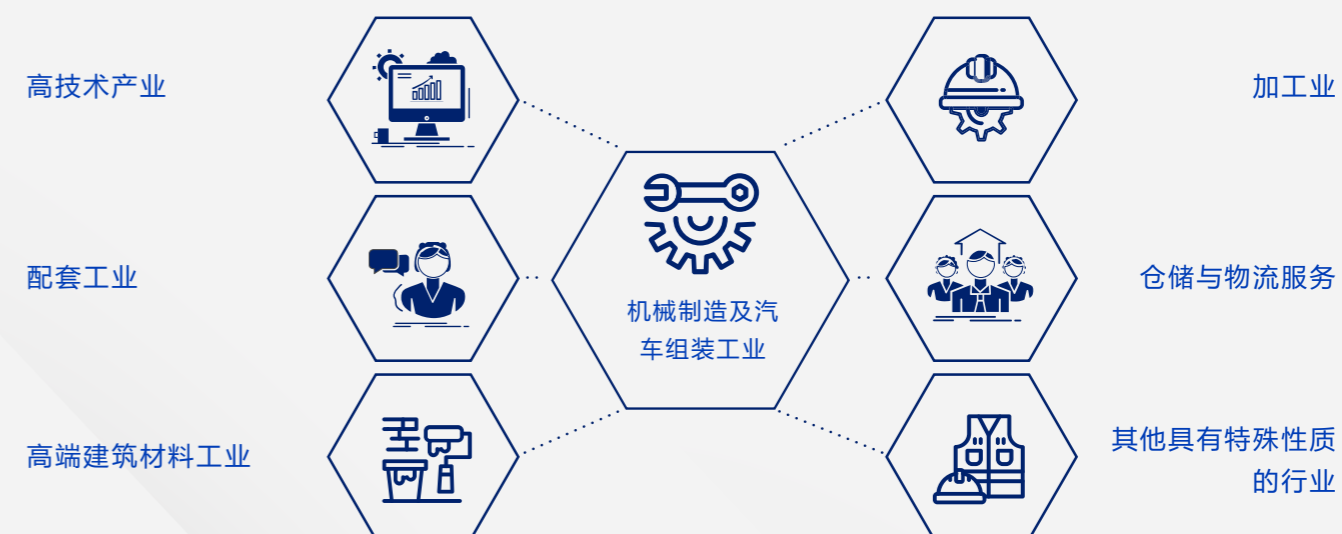 高技术产业
加工业
机械制造及汽
车组装工业
配套工业
仓储与物流服务
高端建筑材料工业
其他具有特殊性质
的行业